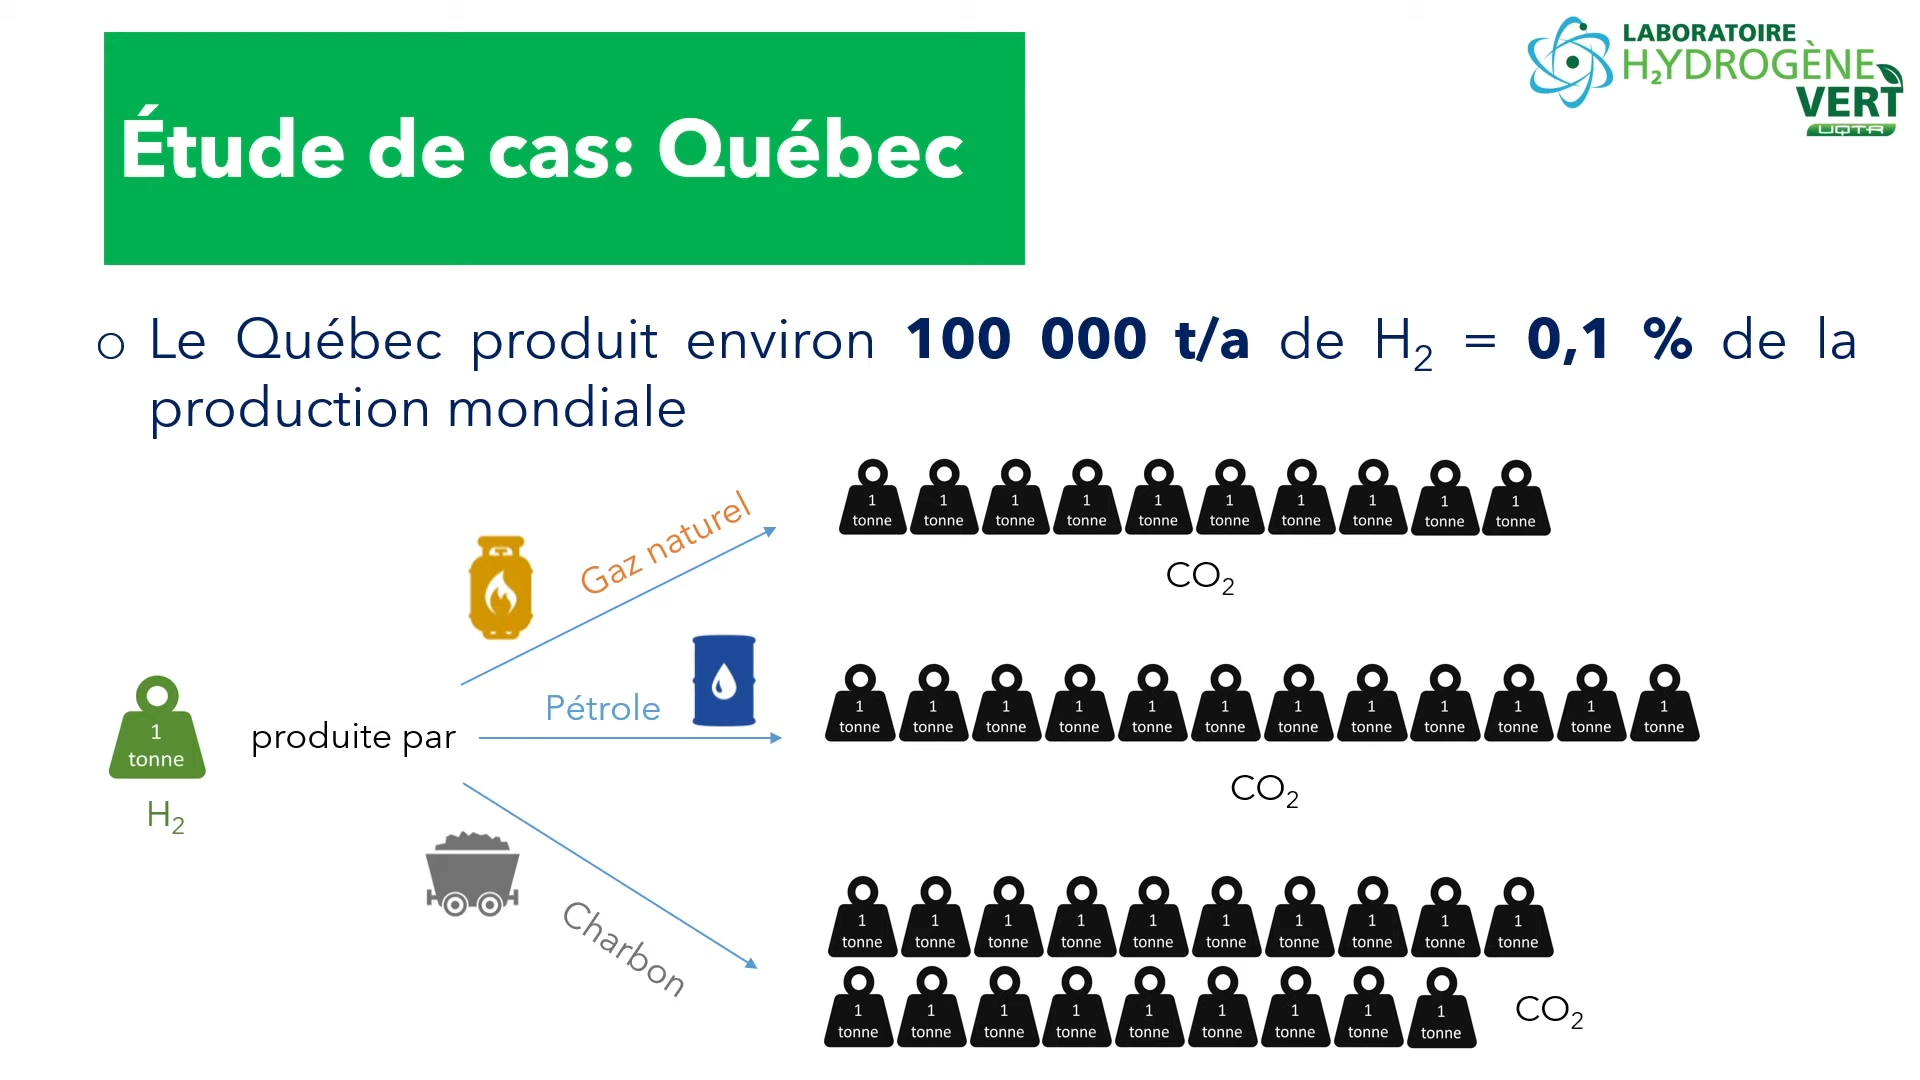 LABORATOIRE
H₂YDROGÈNE
VERT
UQTR
Étude de cas: Québec
o Le Québec produit environ 100 000 t/a de H₂ = 0,1 % de la
production mondiale
Gaz naturel
1 1 1 1 1 1 1 1 1 1
tonne tonne tonne tonne tonne tonne tonne tonne tonne tonne
CO₂
1
tonne
H₂
produite par
Pétrole
1 1 1 1 1 1 1 1 1 1 1 1
tonne tonne tonne tonne tonne tonne tonne tonne tonne tonne tonne tonne
CO₂
Charbon
1 1 1 1 1 1 1 1 1 1
tonne tonne tonne tonne tonne tonne tonne tonne tonne tonne
1 1 1 1 1 1 1 1 1
tonne tonne tonne tonne tonne tonne tonne tonne tonne
CO₂